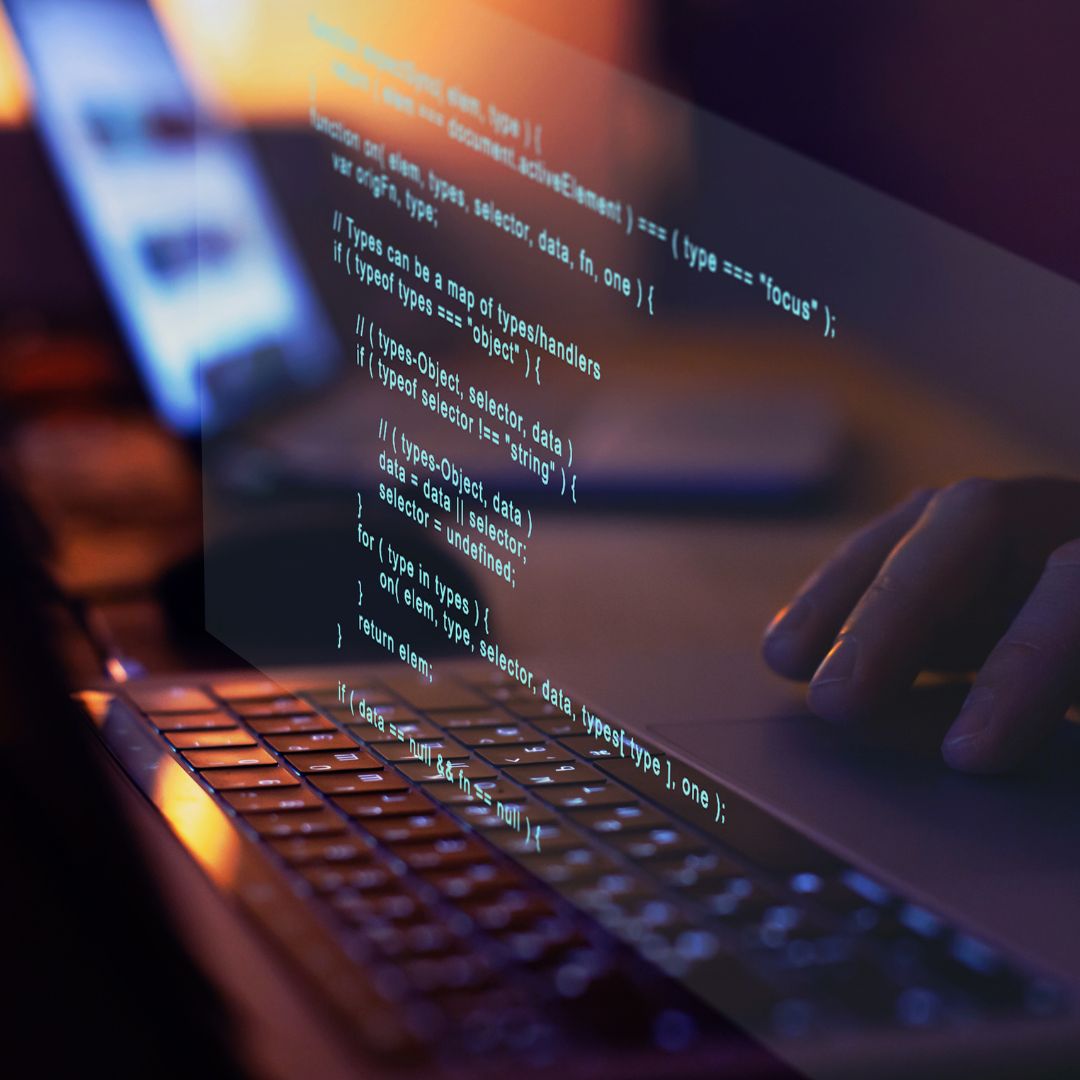 function expectSync( elem, type ) {
return ( elem === document.activeElement ) === ( type === "focus" );
}
function on( elem, types, selector, data, fn, one ) {
var origFn, type;
// Types can be a map of types/handlers
if ( typeof types === "object" ) {
// ( types-Object, selector, data )
if ( typeof selector !== "string" ) {
// ( types-Object, data )
data = data || selector;
selector = undefined;
}
for ( type in types ) {
on( elem, type, selector, data, types[ type ], one );
}
return elem;
}
if ( data == null && fn == null ) {